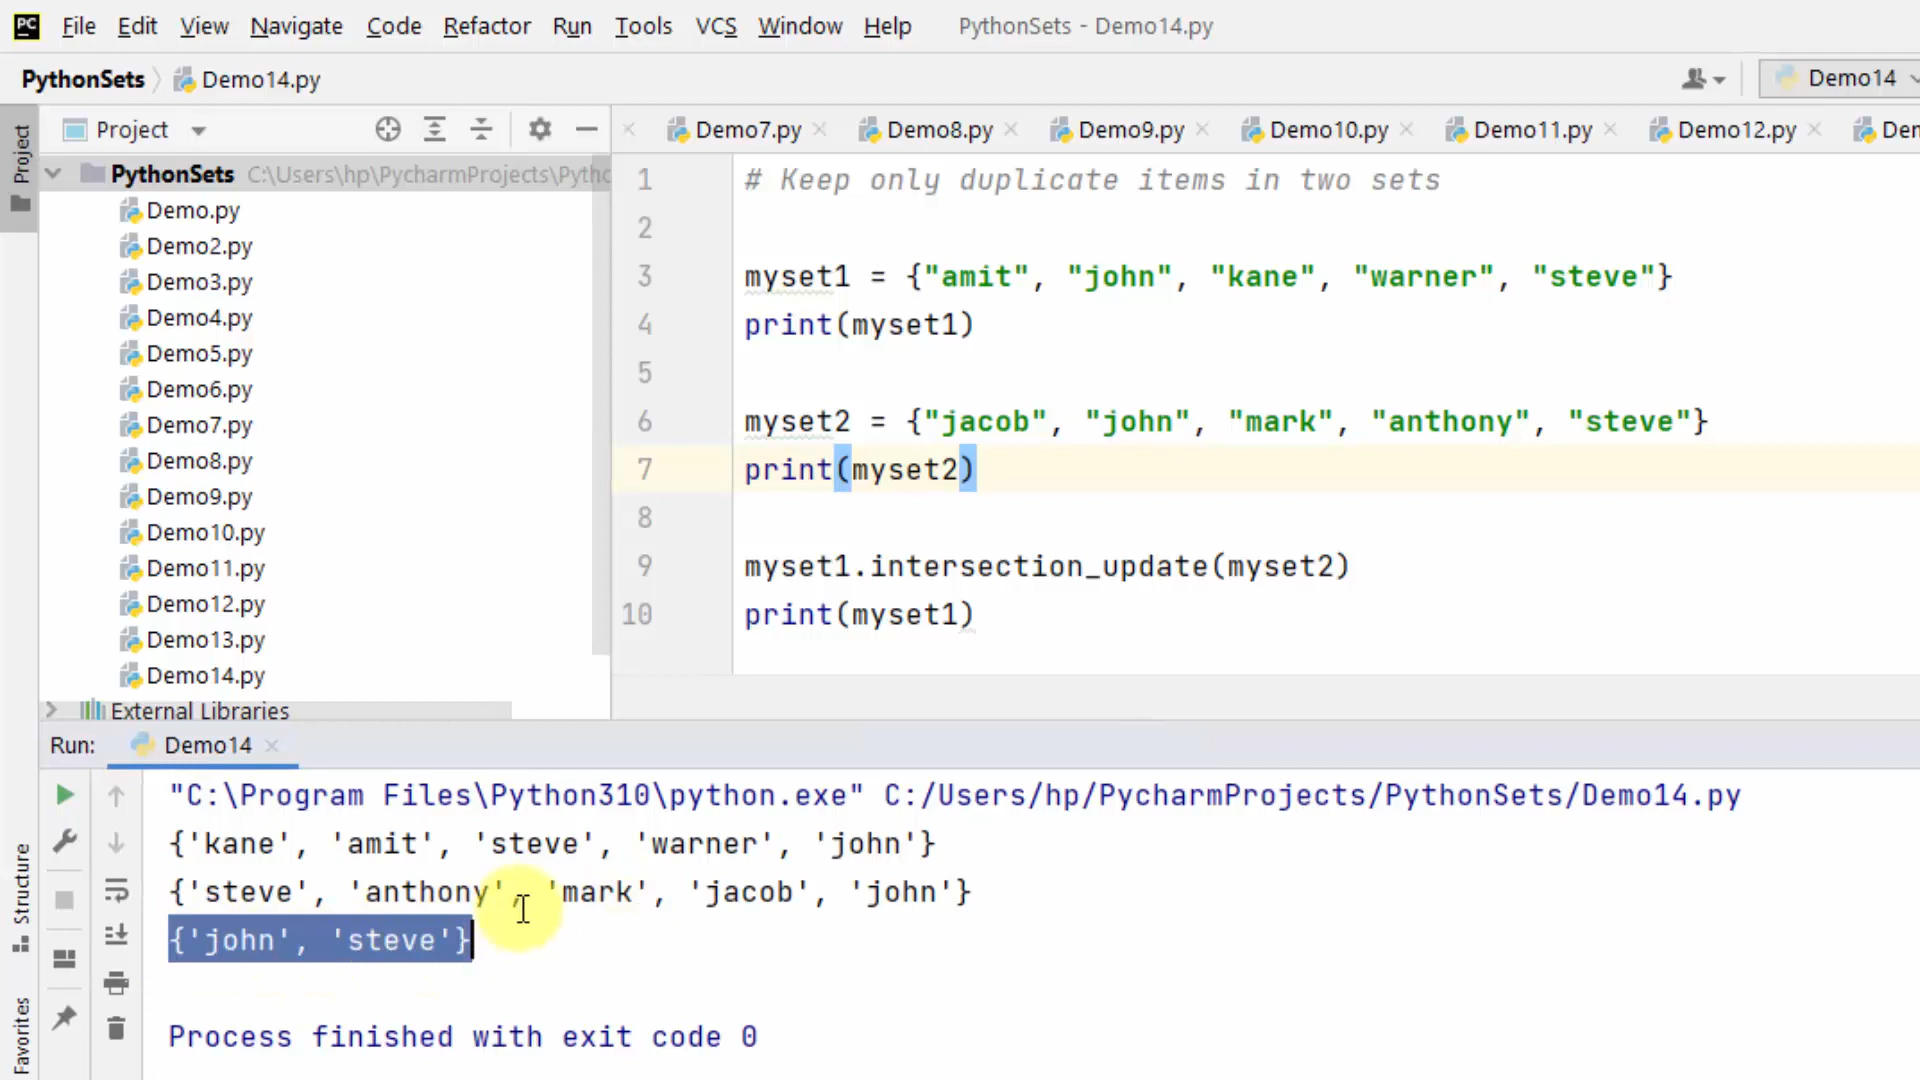 PC File Edit View Navigate Code Refactor Run Tools VCS Window Help PythonSets - Demo14.py
PythonSets Demo14.py Demo14
Project
Project
Demo7.py Demo8.py Demo9.py Demo10.py Demo11.py Demo12.py
PythonSets C:\Users\hp\PycharmProjects\Pytho
Demo.py
Demo2.py
Demo3.py
Demo4.py
Demo5.py
Demo6.py
Demo7.py
Demo8.py
Demo9.py
Demo10.py
Demo11.py
Demo12.py
Demo13.py
Demo14.py
External Libraries
1 # Keep only duplicate items in two sets
2
3 myset1 = {"amit", "john", "kane", "warner", "steve"}
4 print(myset1)
5
6 myset2 = {"jacob", "john", "mark", "anthony", "steve"}
7 print(myset2)
8
9 myset1.intersection_update(myset2)
10 print(myset1)
Run: Demo14
"C:\Program Files\Python310\python.exe" C:/Users/hp/PycharmProjects/PythonSets/Demo14.py
{'kane', 'amit', 'steve', 'warner', 'john'}
{'steve', 'anthony', 'mark', 'jacob', 'john'}
{'john', 'steve'}
Process finished with exit code 0
Structure
Favorites